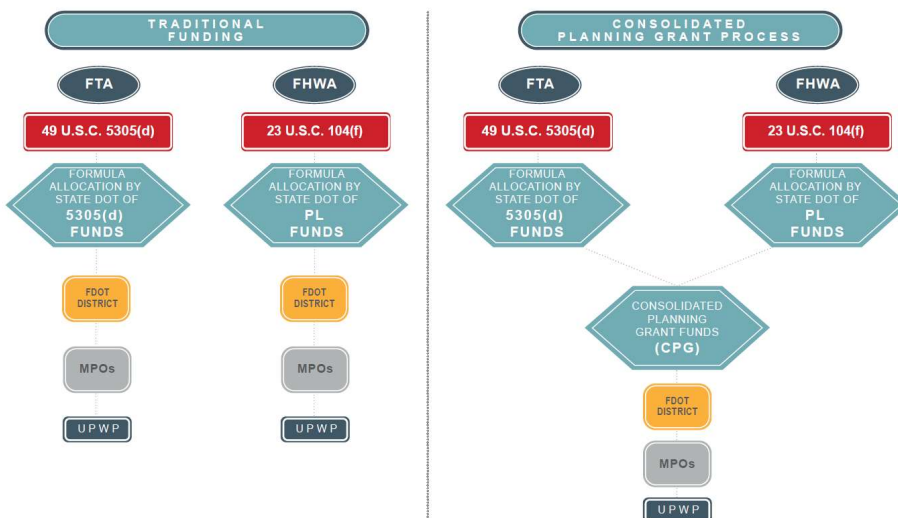 TRADITIONAL
FUNDING
FTA
FHWA
49 U.S.C. 5305(d)
23 U.S.C. 104(f)
FORMULA
ALLOCATION BY
STATE DOT OF
5305(d)
FUNDS
FORMULA
ALLOCATION BY
STATE DOT OF
PL
FUNDS
FDOT
DISTRICT
FDOT
DISTRICT
MPOs
MPOs
UPWP
UPWP
CONSOLIDATED
PLANNING GRANT PROCESS
FTA
FHWA
49 U.S.C. 5305(d)
23 U.S.C. 104(f)
FORMULA
ALLOCATION BY
STATE DOT OF
5305(d)
FUNDS
FORMULA
ALLOCATION BY
STATE DOT OF
PL
FUNDS
CONSOLIDATED
PLANNING
GRANT FUNDS
(CPG)
FDOT
DISTRICT
MPOs
UPWP